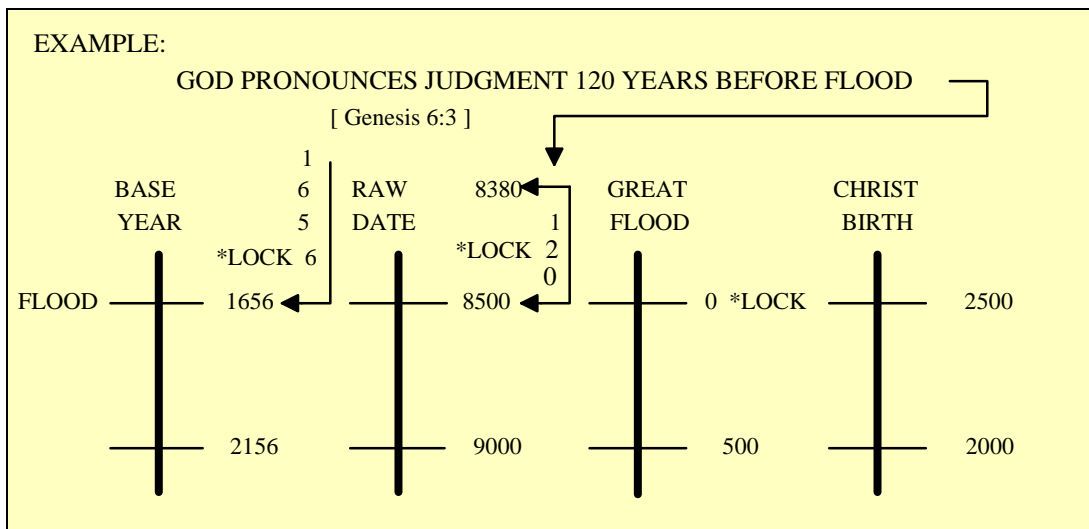 EXAMPLE:
GOD PRONOUNCES JUDGMENT 120 YEARS BEFORE FLOOD
[ Genesis 6:3 ]
1
BASE 6 RAW 8380 GREAT CHRIST
YEAR 5 DATE 1 FLOOD BIRTH
*LOCK 6 *LOCK 2
0
FLOOD 1656 8500 0 *LOCK 2500
2156 9000 500 2000